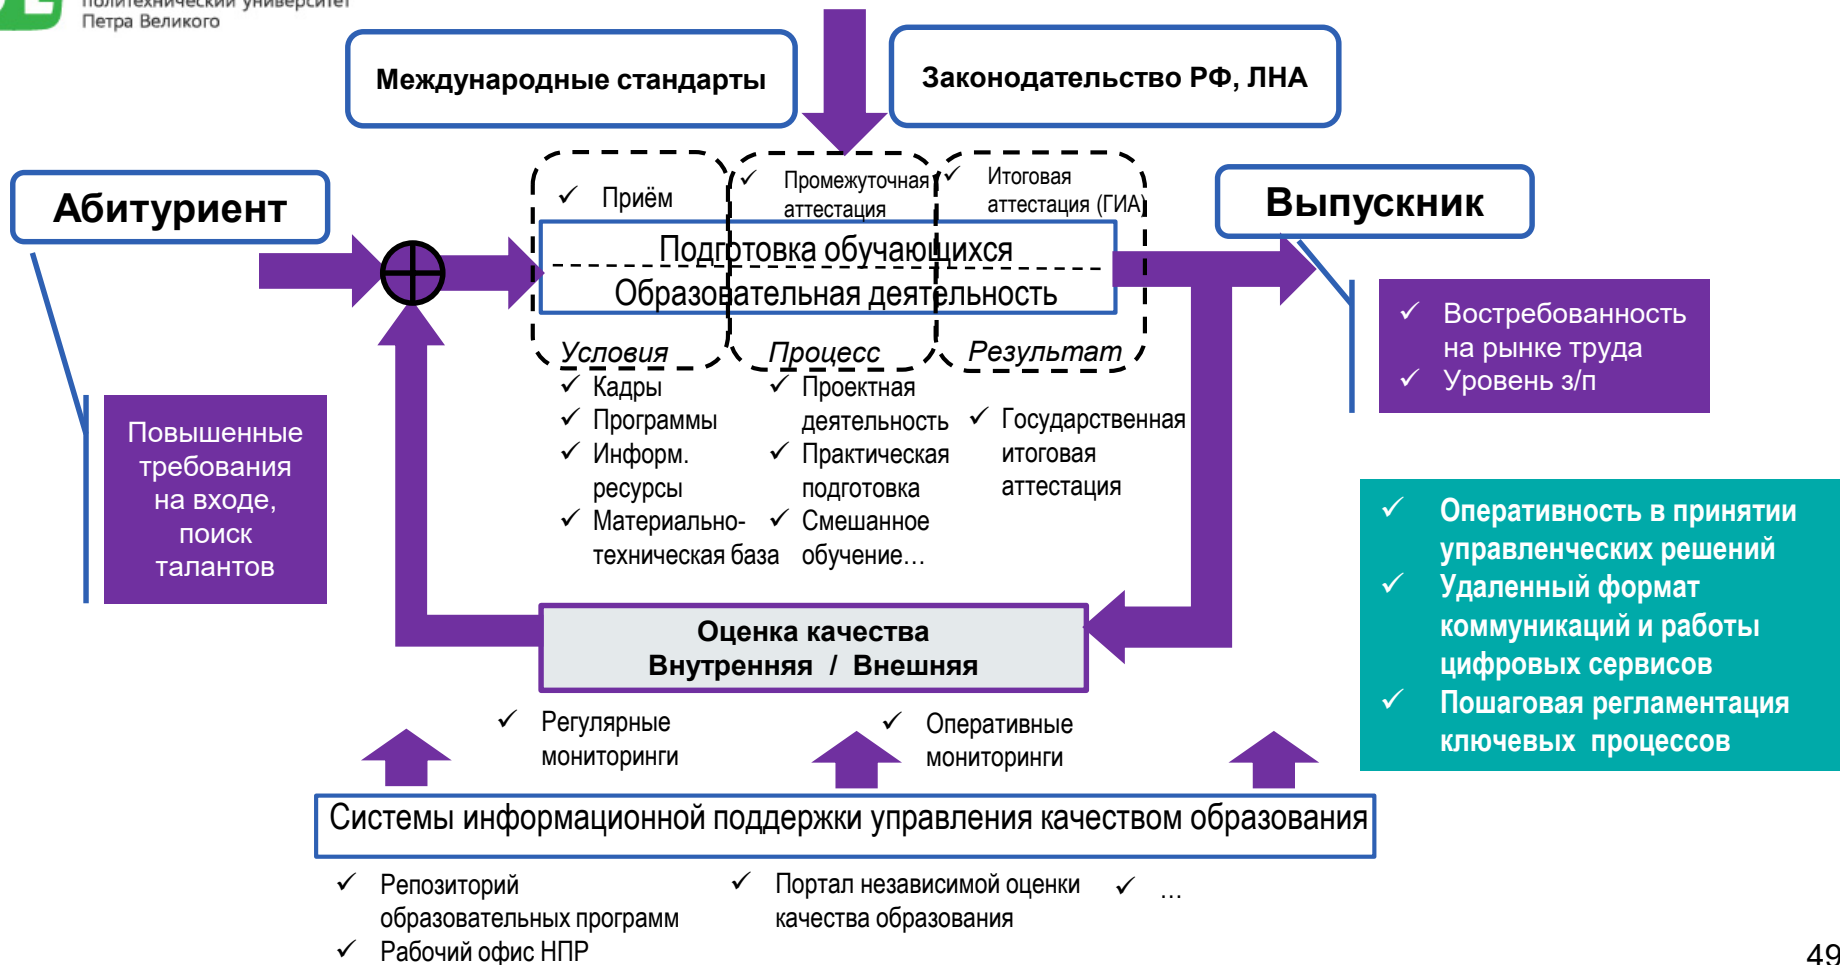 политехнический университет
Петра Великого
Международные стандарты
Законодательство РФ, ЛНА
Абитуриент
✓ Приём
✓ Промежуточная
аттестация
✓ Итоговая
аттестация (ГИА)
Выпускник
Подготовка обучающихся
Образовательная деятельность
Условия
Процесс
Результат
✓ Кадры
✓ Программы
✓ Информ.
ресурсы
✓ Материально-
техническая база
✓ Проектная
деятельность
✓ Практическая
подготовка
✓ Смешанное
обучение…
✓ Государственная
итоговая
аттестация
✓ Востребованность
на рынке труда
✓ Уровень з/п
Повышенные
требования
на входе,
поиск
талантов
✓ Оперативность в принятии
управленческих решений
✓ Удаленный формат
коммуникаций и работы
цифровых сервисов
✓ Пошаговая регламентация
ключевых процессов
Оценка качества
Внутренняя / Внешняя
✓ Регулярные
мониторинги
✓ Оперативные
мониторинги
Системы информационной поддержки управления качеством образования
✓ Репозиторий
образовательных программ
✓ Рабочий офис НПР
✓ Портал независимой оценки
качества образования
✓ …
49